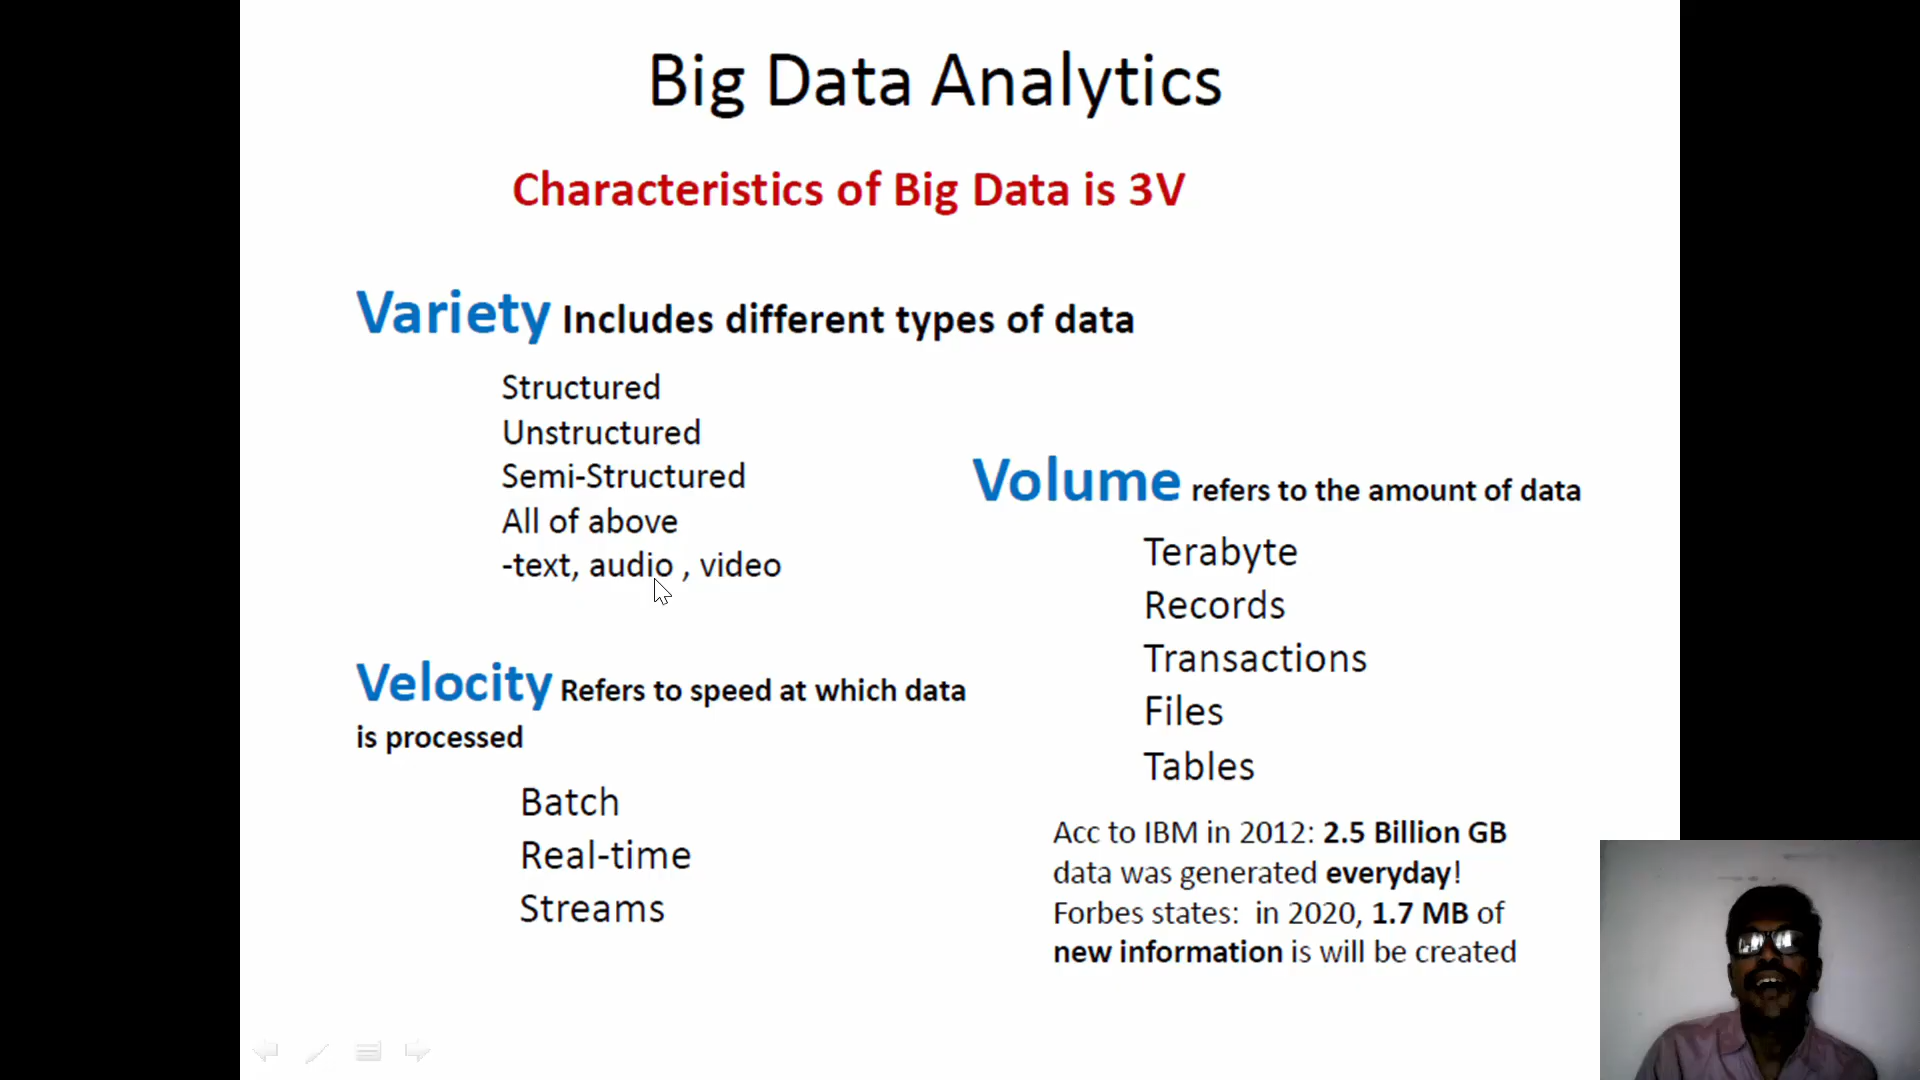 Big Data Analytics
Characteristics of Big Data is 3V
Variety Includes different types of data
Structured
Unstructured
Semi-Structured
All of above
-text, audio , video
Velocity Refers to speed at which data
is processed
Batch
Real-time
Streams
Volume refers to the amount of data
Terabyte
Records
Transactions
Files
Tables
Acc to IBM in 2012: 2.5 Billion GB
data was generated everyday!
Forbes states:  in 2020, 1.7 MB of
new information is will be created